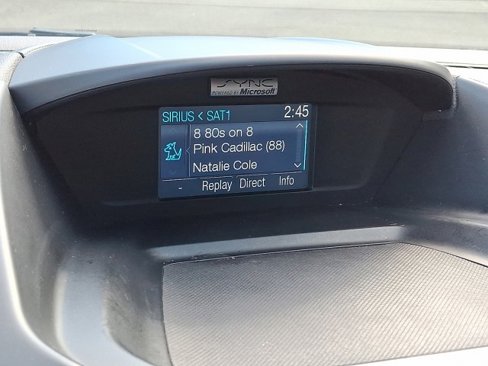 SYNC
POWERED BY Microsoft
SIRIUS < SAT1 2:45
8 80s on 8
Pink Cadillac (88)
Natalie Cole
- Replay Direct Info